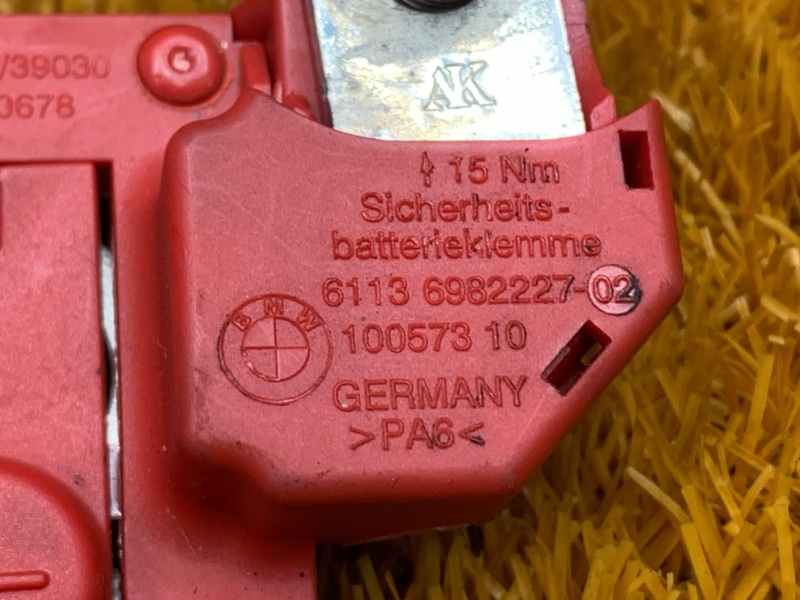 /39030
0678
AK
15 Nm
Sicherheits-
batterieklemme
6113 6982227-02
BMW
100573 10
GERMANY
>PA6<